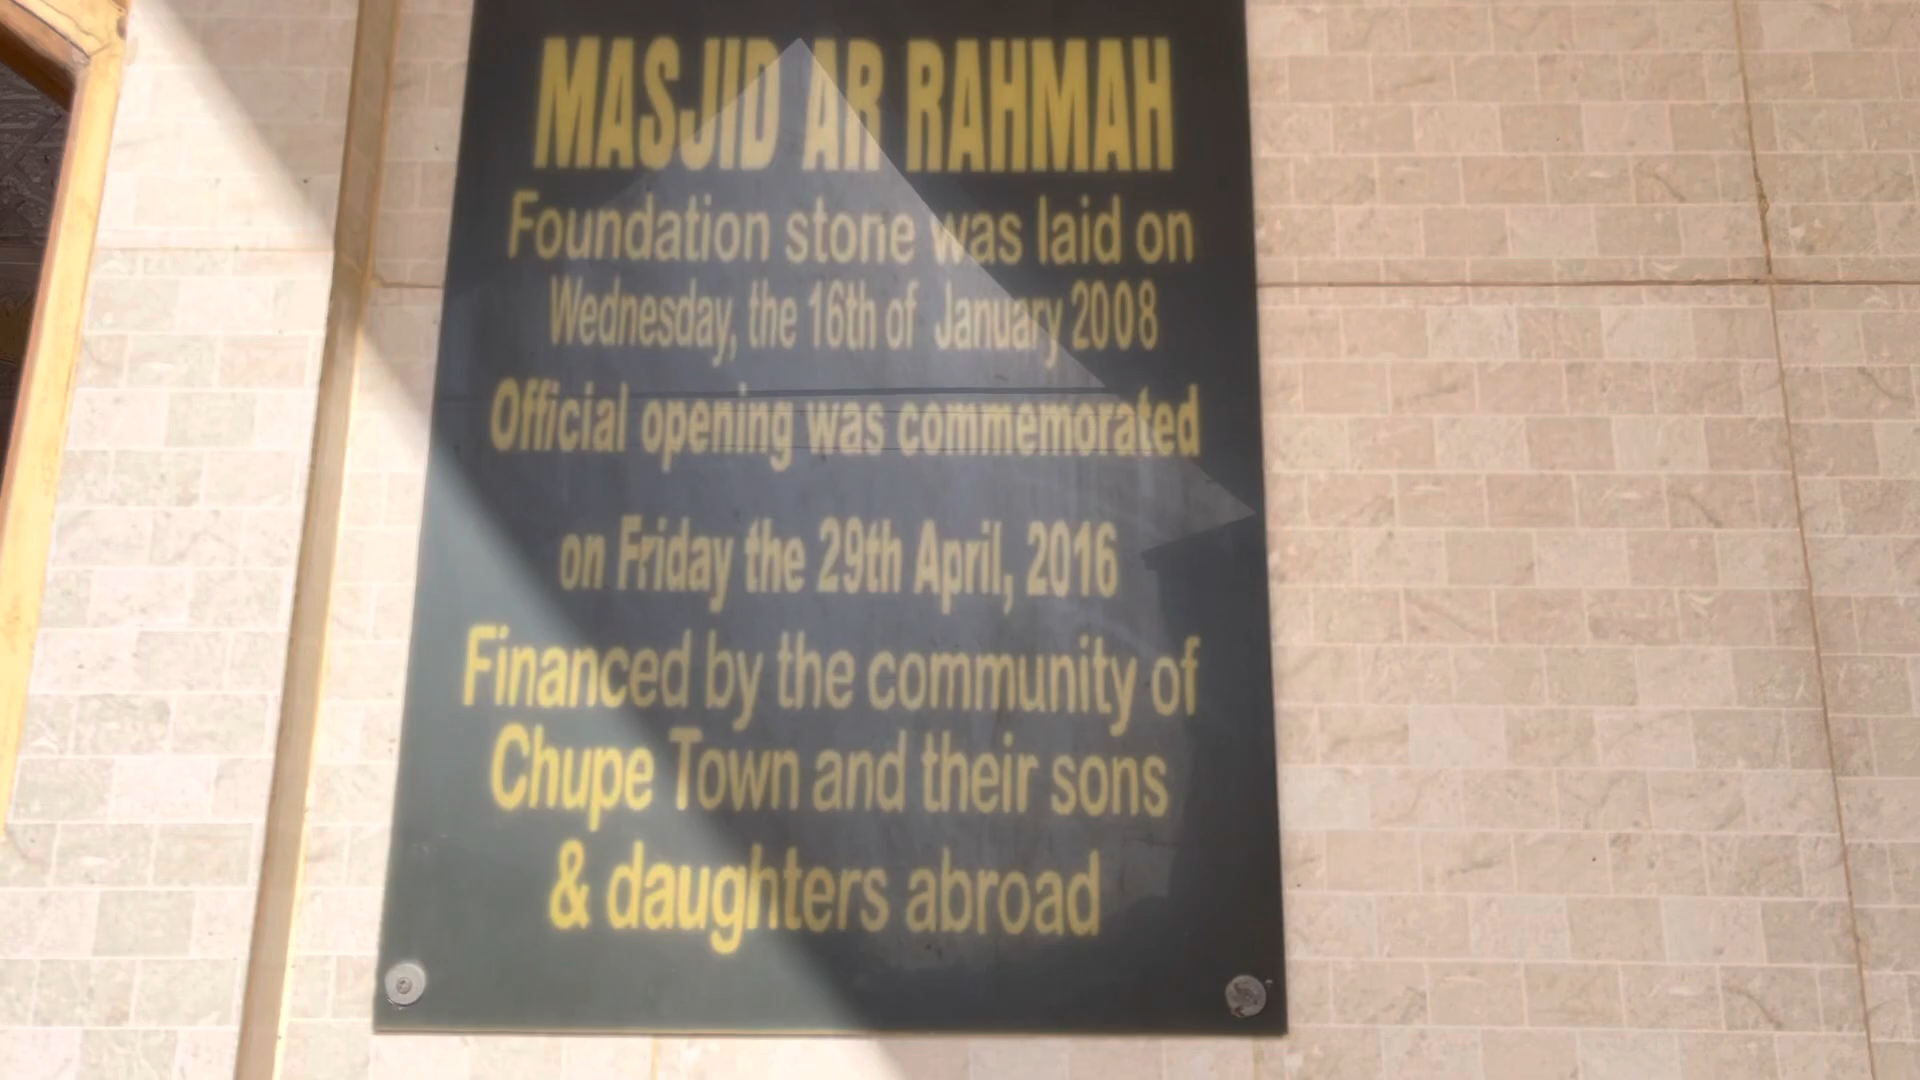 MASJID AR RAHMAH
Foundation stone was laid on
Wednesday, the 16th of January 2008
Official opening was commemorated
on Friday the 29th April, 2016
Financed by the community of
Chupe Town and their sons
& daughters abroad